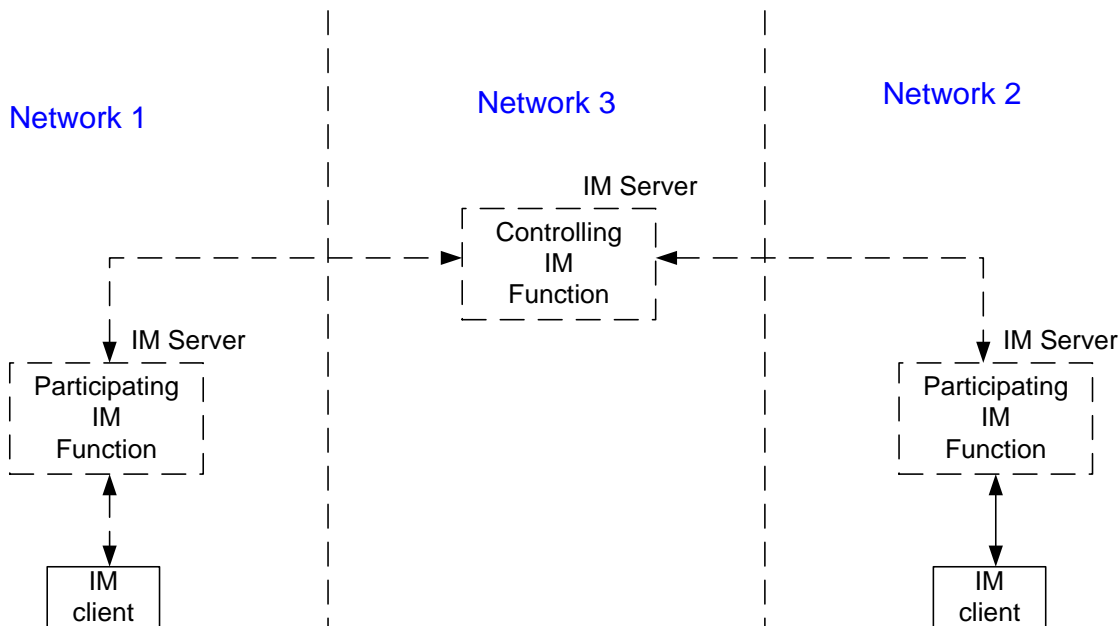 Network 1
Network 3
Network 2
IM Server
Controlling
IM
Function
IM Server
Participating
IM
Function
IM Server
Participating
IM
Function
IM
client
IM
client